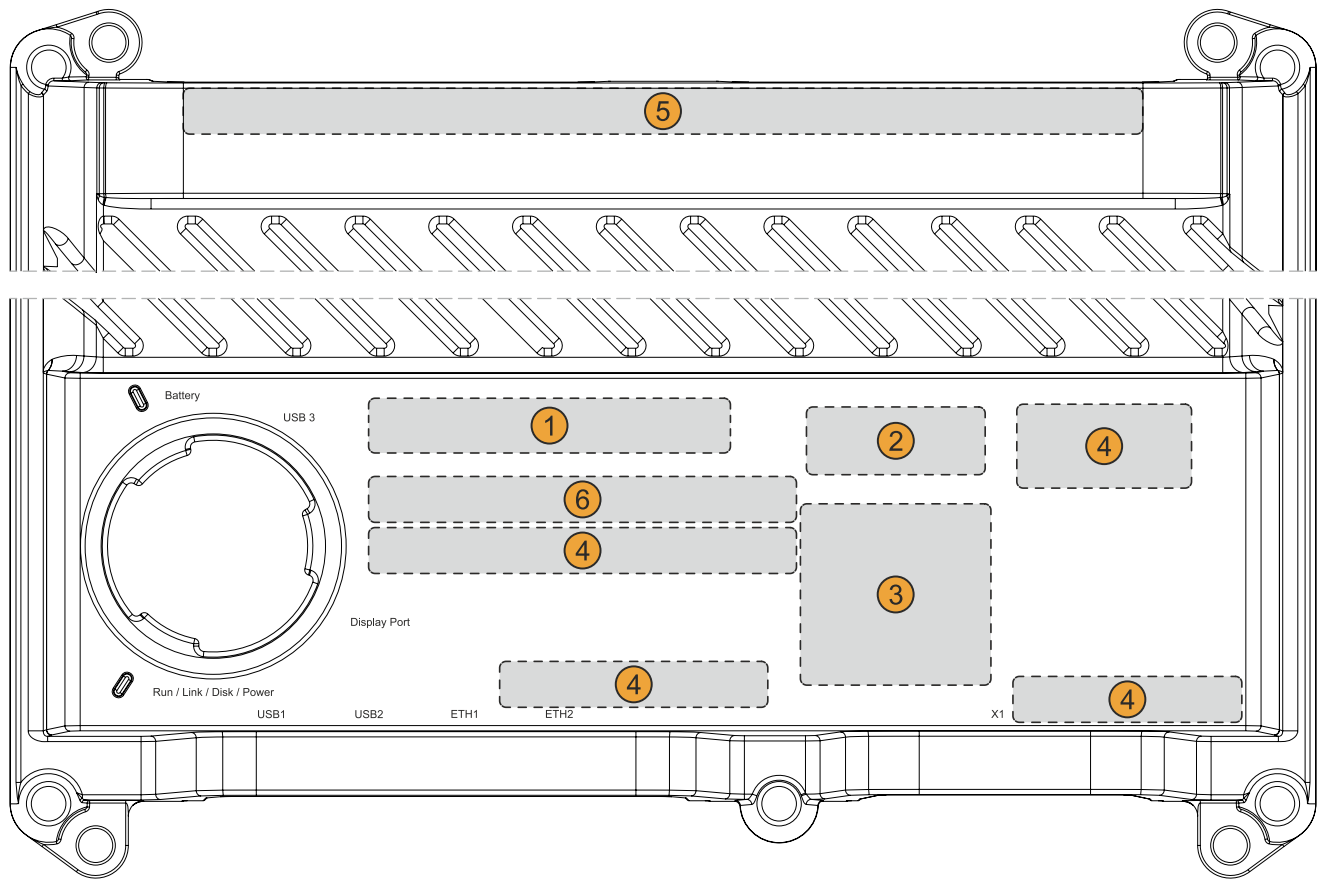 5
Battery
USB 3
1
2
4
6
4
3
Display Port
4
Run / Link / Disk / Power
4
USB1
USB2
ETH1
ETH2
X1